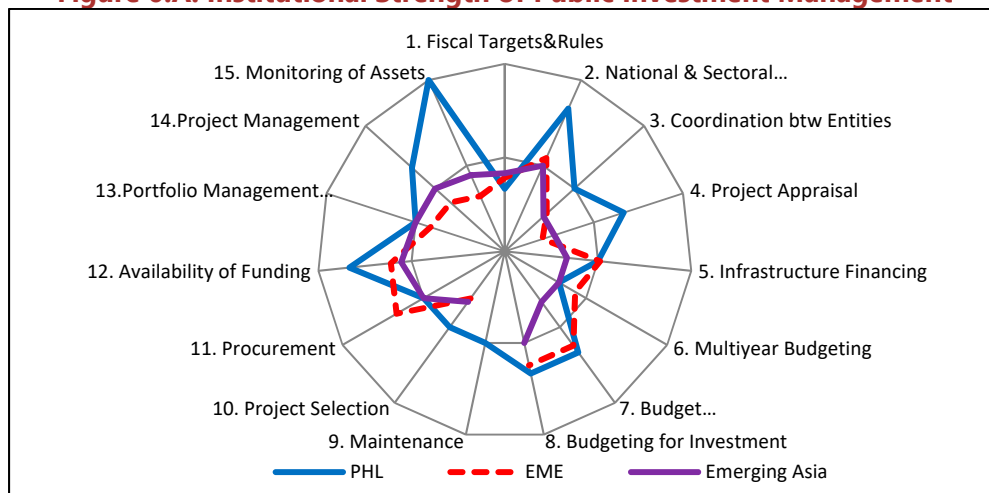 1. Fiscal Targets&Rules
2. National & Sectoral...
3. Coordination btw Entities
4. Project Appraisal
5. Infrastructure Financing
6. Multiyear Budgeting
7. Budget...
8. Budgeting for Investment
9. Maintenance
10. Project Selection
11. Procurement
12. Availability of Funding
13.Portfolio Management...
14.Project Management
15. Monitoring of Assets
PHL
EME
Emerging Asia